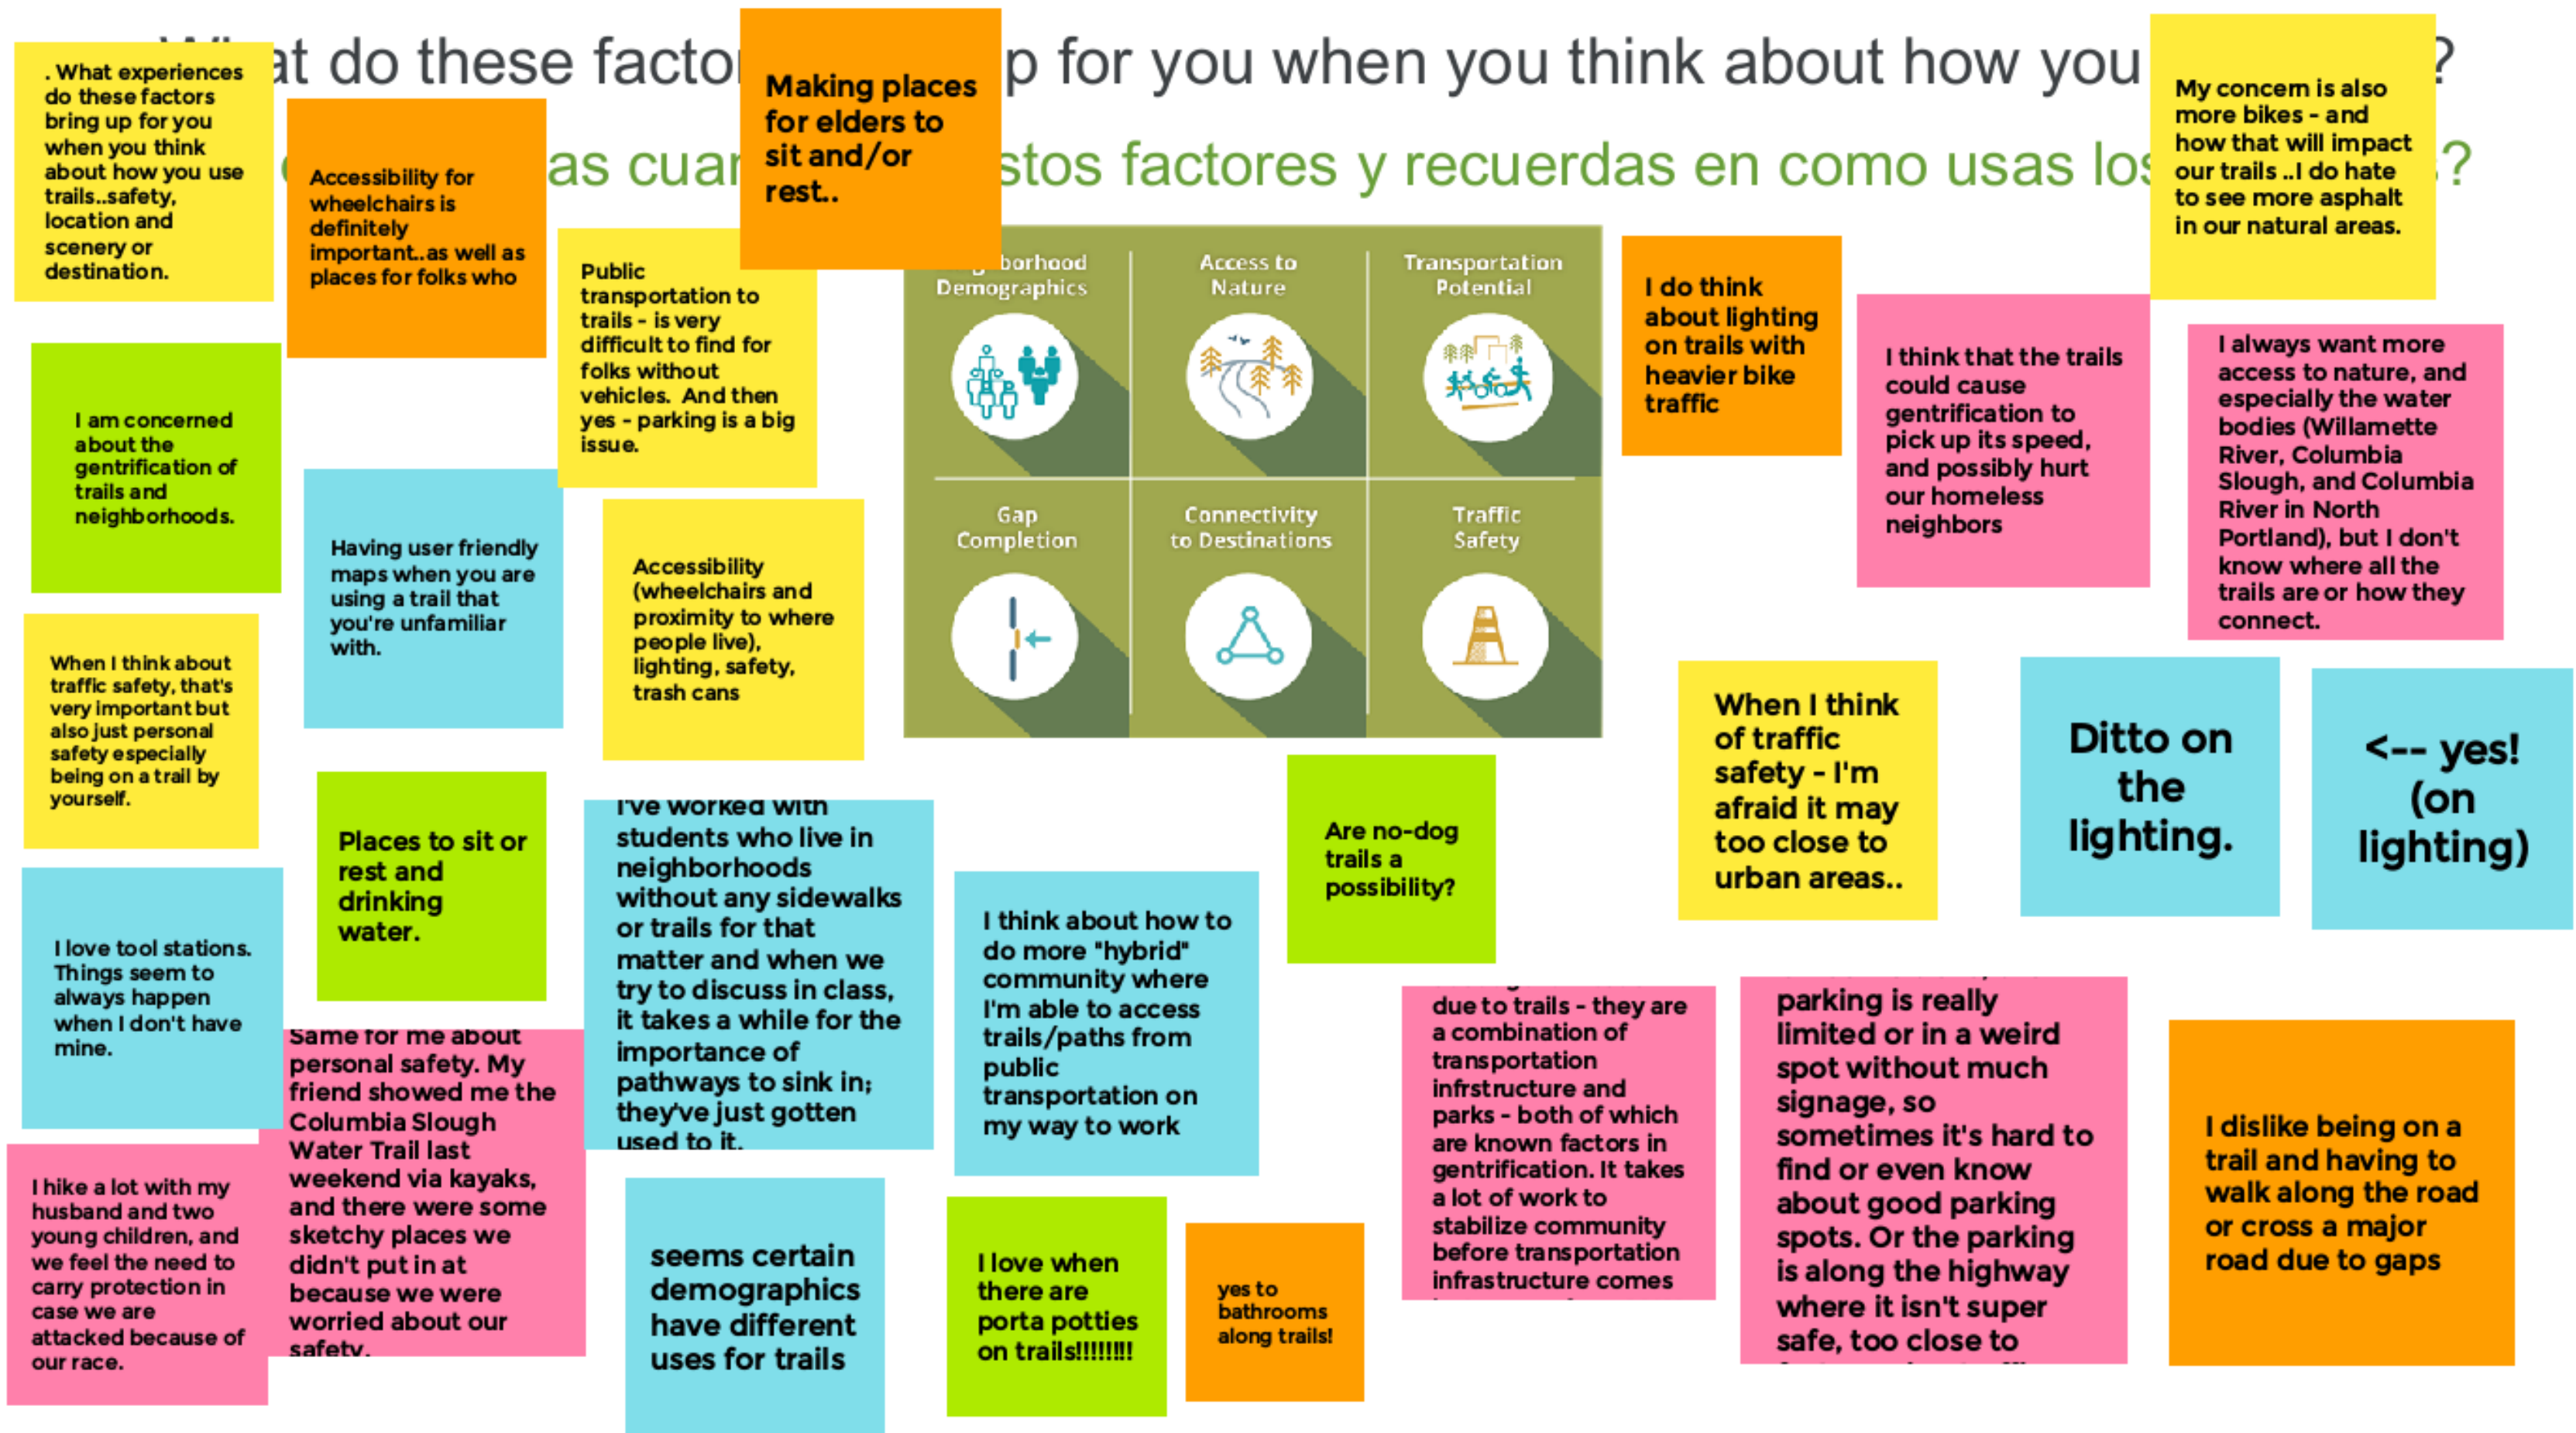 at do these facto p for you when you think about how you ?
as cuan stos factores y recuerdas en como usas los s?
. What experiences
do these factors
bring up for you
when you think
about how you use
trails..safety,
location and
scenery or
destination.
Accessibility for
wheelchairs is
definitely
important..as well as
places for folks who
Making places
for elders to
sit and/or
rest..
My concern is also
more bikes - and
how that will impact
our trails ..I do hate
to see more asphalt
in our natural areas.
Public
transportation to
trails - is very
difficult to find for
folks without
vehicles. And then
yes - parking is a big
issue.
borhood
Demographics
Access to
Nature
Transportation
Potential
Gap
Completion
Connectivity
to Destinations
Traffic
Safety
I do think
about lighting
on trails with
heavier bike
traffic
I think that the trails
could cause
gentrification to
pick up its speed,
and possibly hurt
our homeless
neighbors
I always want more
access to nature, and
especially the water
bodies (Willamette
River, Columbia
Slough, and Columbia
River in North
Portland), but I don't
know where all the
trails are or how they
connect.
I am concerned
about the
gentrification of
trails and
neighborhoods.
Having user friendly
maps when you are
using a trail that
you're unfamiliar
with.
Accessibility
(wheelchairs and
proximity to where
people live),
lighting, safety,
trash cans
When I think about
traffic safety, that's
very important but
also just personal
safety especially
being on a trail by
yourself.
Places to sit or
rest and
drinking
water.
I've worked with
students who live in
neighborhoods
without any sidewalks
or trails for that
matter and when we
try to discuss in class,
it takes a while for the
importance of
pathways to sink in;
they've just gotten
used to it.
I think about how to
do more "hybrid"
community where
I'm able to access
trails/paths from
public
transportation on
my way to work
Are no-dog
trails a
possibility?
When I think
of traffic
safety - I'm
afraid it may
too close to
urban areas..
Ditto on
the
lighting.
<-- yes!
(on
lighting)
I love tool stations.
Things seem to
always happen
when I don't have
mine.
Same for me about
personal safety. My
friend showed me the
Columbia Slough
Water Trail last
weekend via kayaks,
and there were some
sketchy places we
didn't put in at
because we were
worried about our
safety.
I hike a lot with my
husband and two
young children, and
we feel the need to
carry protection in
case we are
attacked because of
our race.
seems certain
demographics
have different
uses for trails
I love when
there are
porta potties
on trails!!!!!!!!
yes to
bathrooms
along trails!
due to trails - they are
a combination of
transportation
infrstructure and
parks - both of which
are known factors in
gentrification. It takes
a lot of work to
stabilize community
before transportation
infrastructure comes
parking is really
limited or in a weird
spot without much
signage, so
sometimes it's hard to
find or even know
about good parking
spots. Or the parking
is along the highway
where it isn't super
safe, too close to
I dislike being on a
trail and having to
walk along the road
or cross a major
road due to gaps